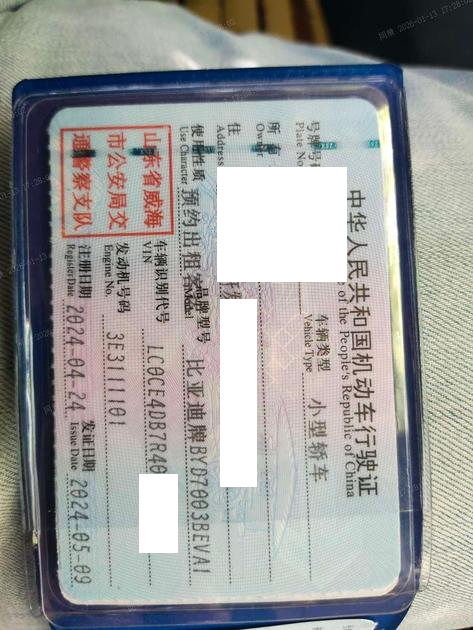 中华人民共和国机动车行驶证
of the People's Republic of China
号牌号码
Plate No.
车辆类型
Vehicle Type
小型轿车
所有人
Owner
住
Address
使用性质
Use Character
预约出租客
品牌型号
Model
比亚迪牌BYD7003BEVA1
山东省威海
市公安局交
通警察支队
车辆识别代号
VIN
LC0CE4DB7R40
发动机号码
Engine No.
3E3111101
注册日期
Register Date
2024-04-24
发证日期
Issue Date
2024-05-09